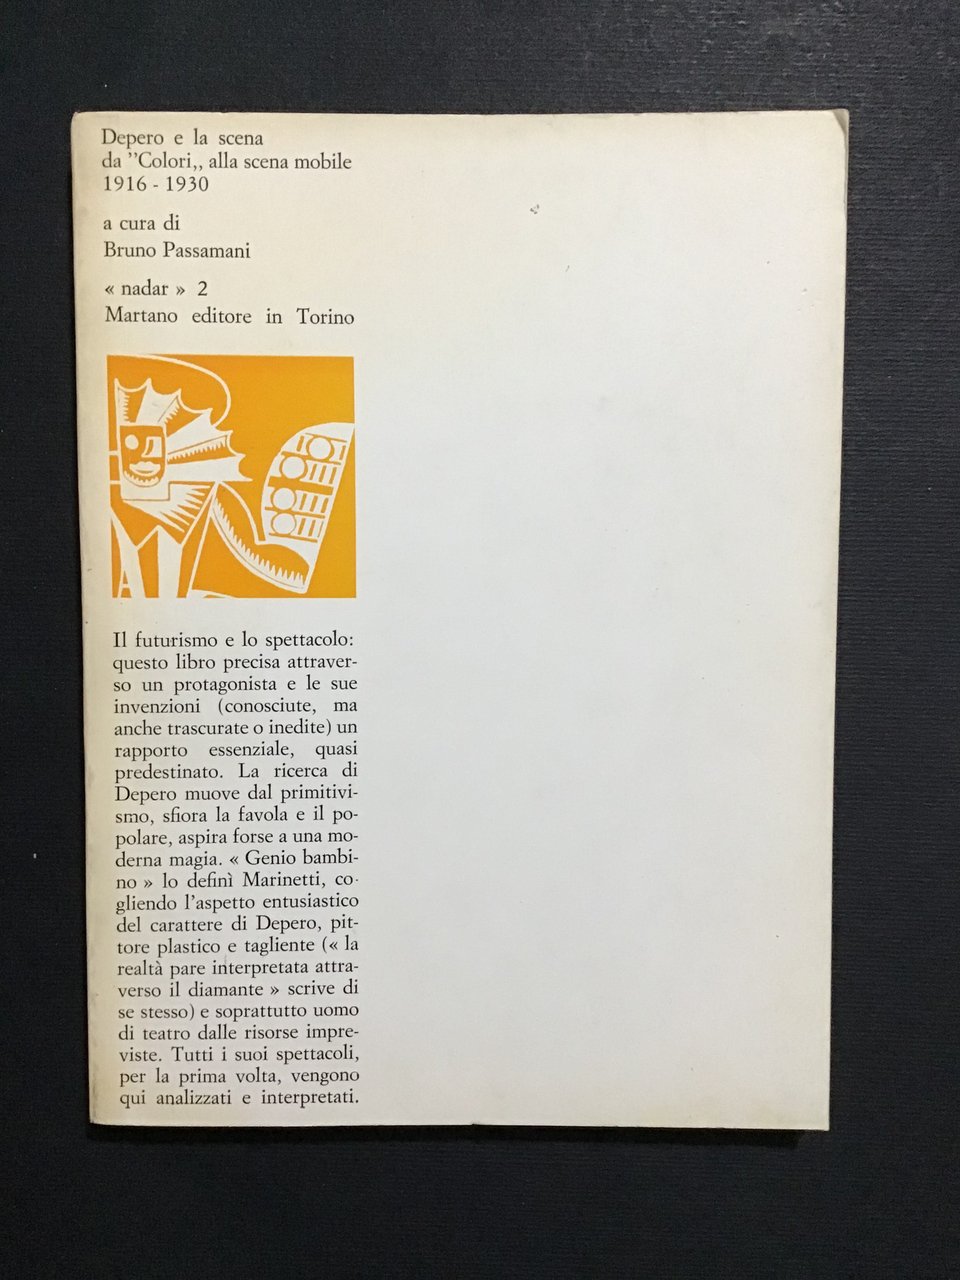 Depero e la scena
da ”Colori,, alla scena mobile
1916 - 1930
a cura di
Bruno Passamani
« nadar » 2
Martano editore in Torino
Il futurismo e lo spettacolo:
questo libro precisa attraver-
so un protagonista e le sue
invenzioni (conosciute, ma
anche trascurate o inedite) un
rapporto essenziale, quasi
predestinato. La ricerca di
Depero muove dal primitivi-
smo, sfiora la favola e il po-
polare, aspira forse a una mo-
derna magia. « Genio bambi-
no » lo definì Marinetti, co-
gliendo l'aspetto entusiastico
del carattere di Depero, pit-
tore plastico e tagliente (« la
realtà pare interpretata attra-
verso il diamante » scrive di
se stesso) e soprattutto uomo
di teatro dalle risorse impre-
viste. Tutti i suoi spettacoli,
per la prima volta, vengono
qui analizzati e interpretati.